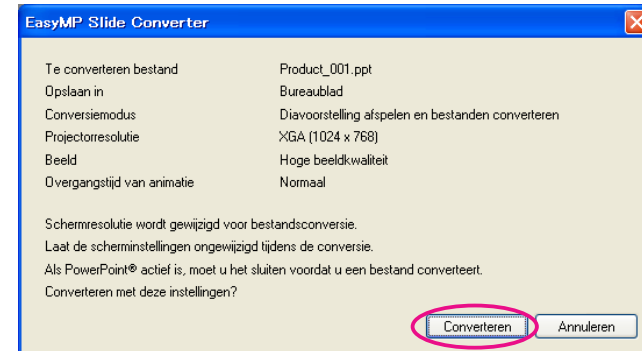 EasyMP Slide Converter
Te converteren bestand Product_001.ppt
Opslaan in Bureaublad
Conversiemodus Diavoorstelling afspelen en bestanden converteren
Projectorresolutie XGA (1024 x 768)
Beeld Hoge beeldkwaliteit
Overgangstijd van animatie Normaal
Schermresolutie wordt gewijzigd voor bestandsconversie.
Laat de scherminstellingen ongewijzigd tijdens de conversie.
Als PowerPoint® actief is, moet u het sluiten voordat u een bestand converteert.
Converteren met deze instellingen?
Converteren Annuleren